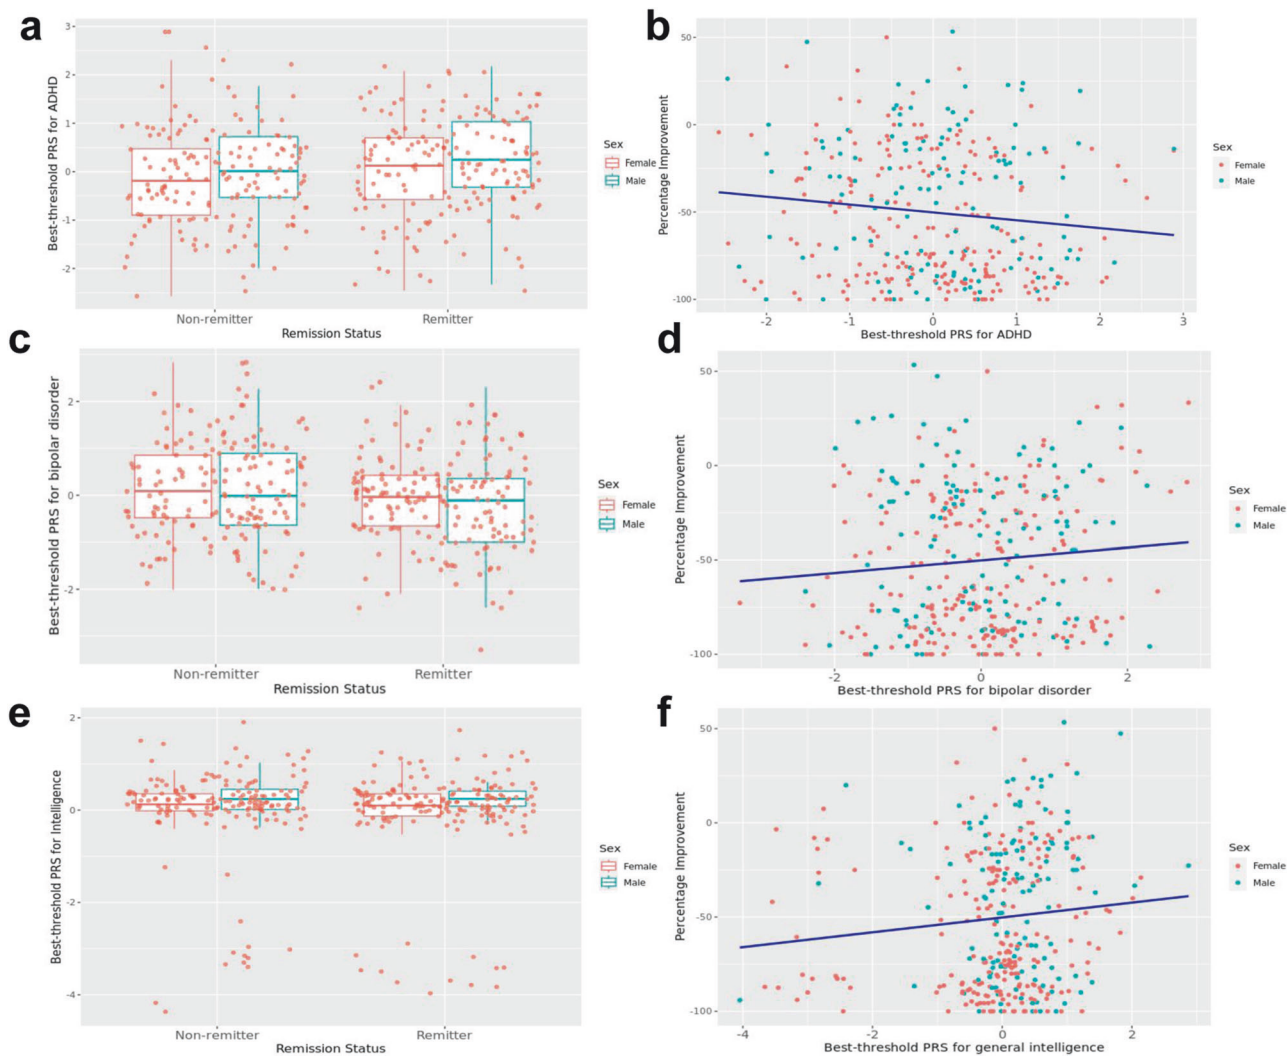 a
3
2
1
0
-1
-2
Best-threshold PRS for ADHD
Non-remitter
Remitter
Remission Status
Sex
Female
Male
b
50
0
-50
-100
Percentage Improvement
-2
-1
0
1
2
3
Best-threshold PRS for ADHD
Sex
Female
Male
c
2
0
-2
Best-threshold PRS for bipolar disorder
Non-remitter
Remitter
Remission Status
Sex
Female
Male
d
50
0
-50
-100
Percentage Improvement
-2
0
2
Best-threshold PRS for bipolar disorder
Sex
Female
Male
e
2
0
-2
-4
Best-threshold PRS for Intelligence
Non-remitter
Remitter
Remission Status
Sex
Female
Male
f
50
0
-50
-100
Percentage Improvement
-4
-2
0
2
Best-threshold PRS for general intelligence
Sex
Female
Male